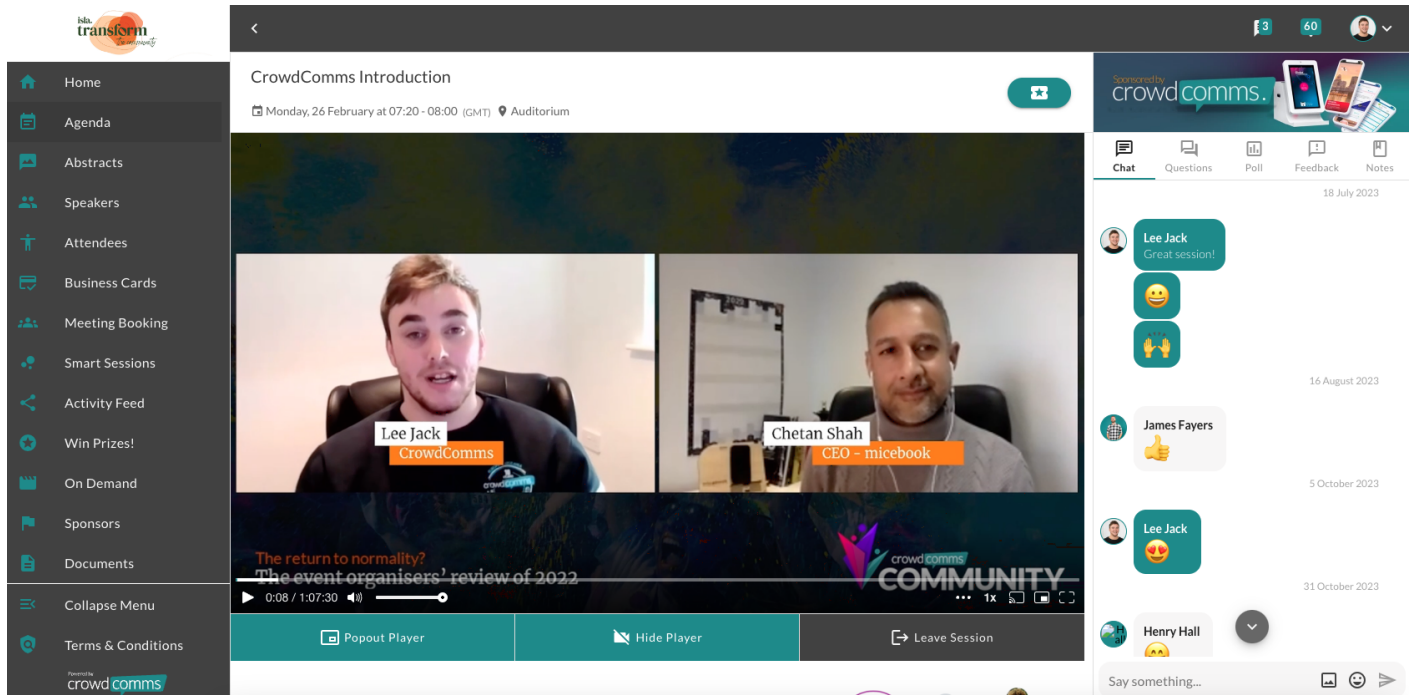 isla.
transform
Home
Agenda
Abstracts
Speakers
Attendees
Business Cards
Meeting Booking
Smart Sessions
Activity Feed
Win Prizes!
On Demand
Sponsors
Documents
Collapse Menu
Terms & Conditions
Powered by
crowdcomms
3
60
CrowdComms Introduction
Monday, 26 February at 07:20 - 08:00 (GMT) Auditorium
2022
Lee Jack
CrowdComms
crowdcomms
Chetan Shah
CEO - micebook
The return to normality?
The event organisers' review of 2022
crowdcomms
COMMUNITY
0:08 / 1:07:30
1x
Popout Player
Hide Player
Leave Session
Sponsored by
crowdcomms.
Chat
Questions
Poll
Feedback
Notes
18 July 2023
Lee Jack
Great session!
16 August 2023
James Fayers
5 October 2023
Lee Jack
31 October 2023
Henry Hall
Say something...